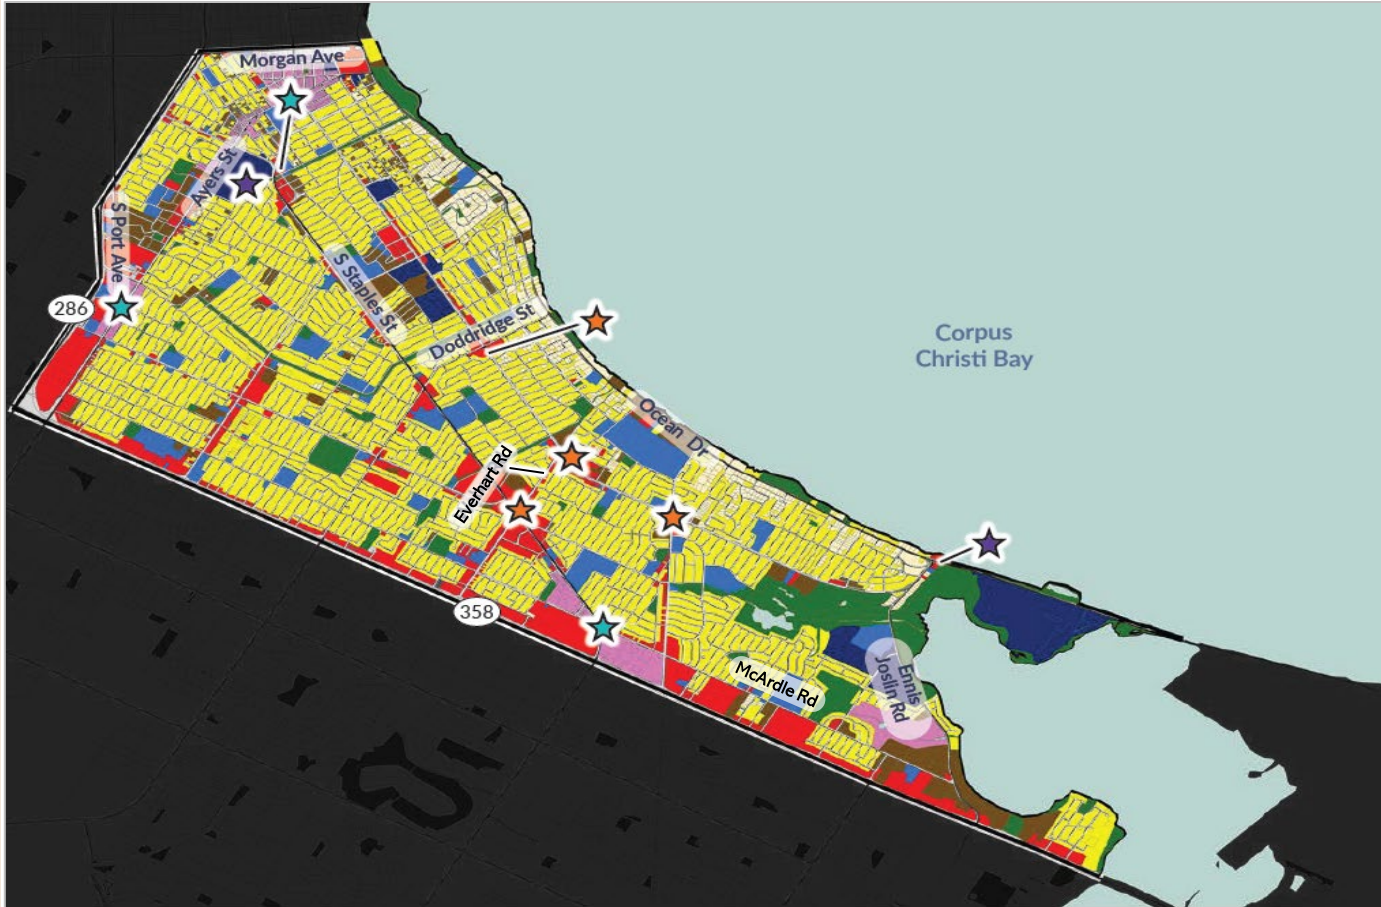 Morgan Ave
Ayers St
S Port Ave
286
S Staples St
Doddridge St
Corpus
Christi Bay
Ocean Dr
Everhart Rd
358
McArdle Rd
Ennis
Joslin Rd